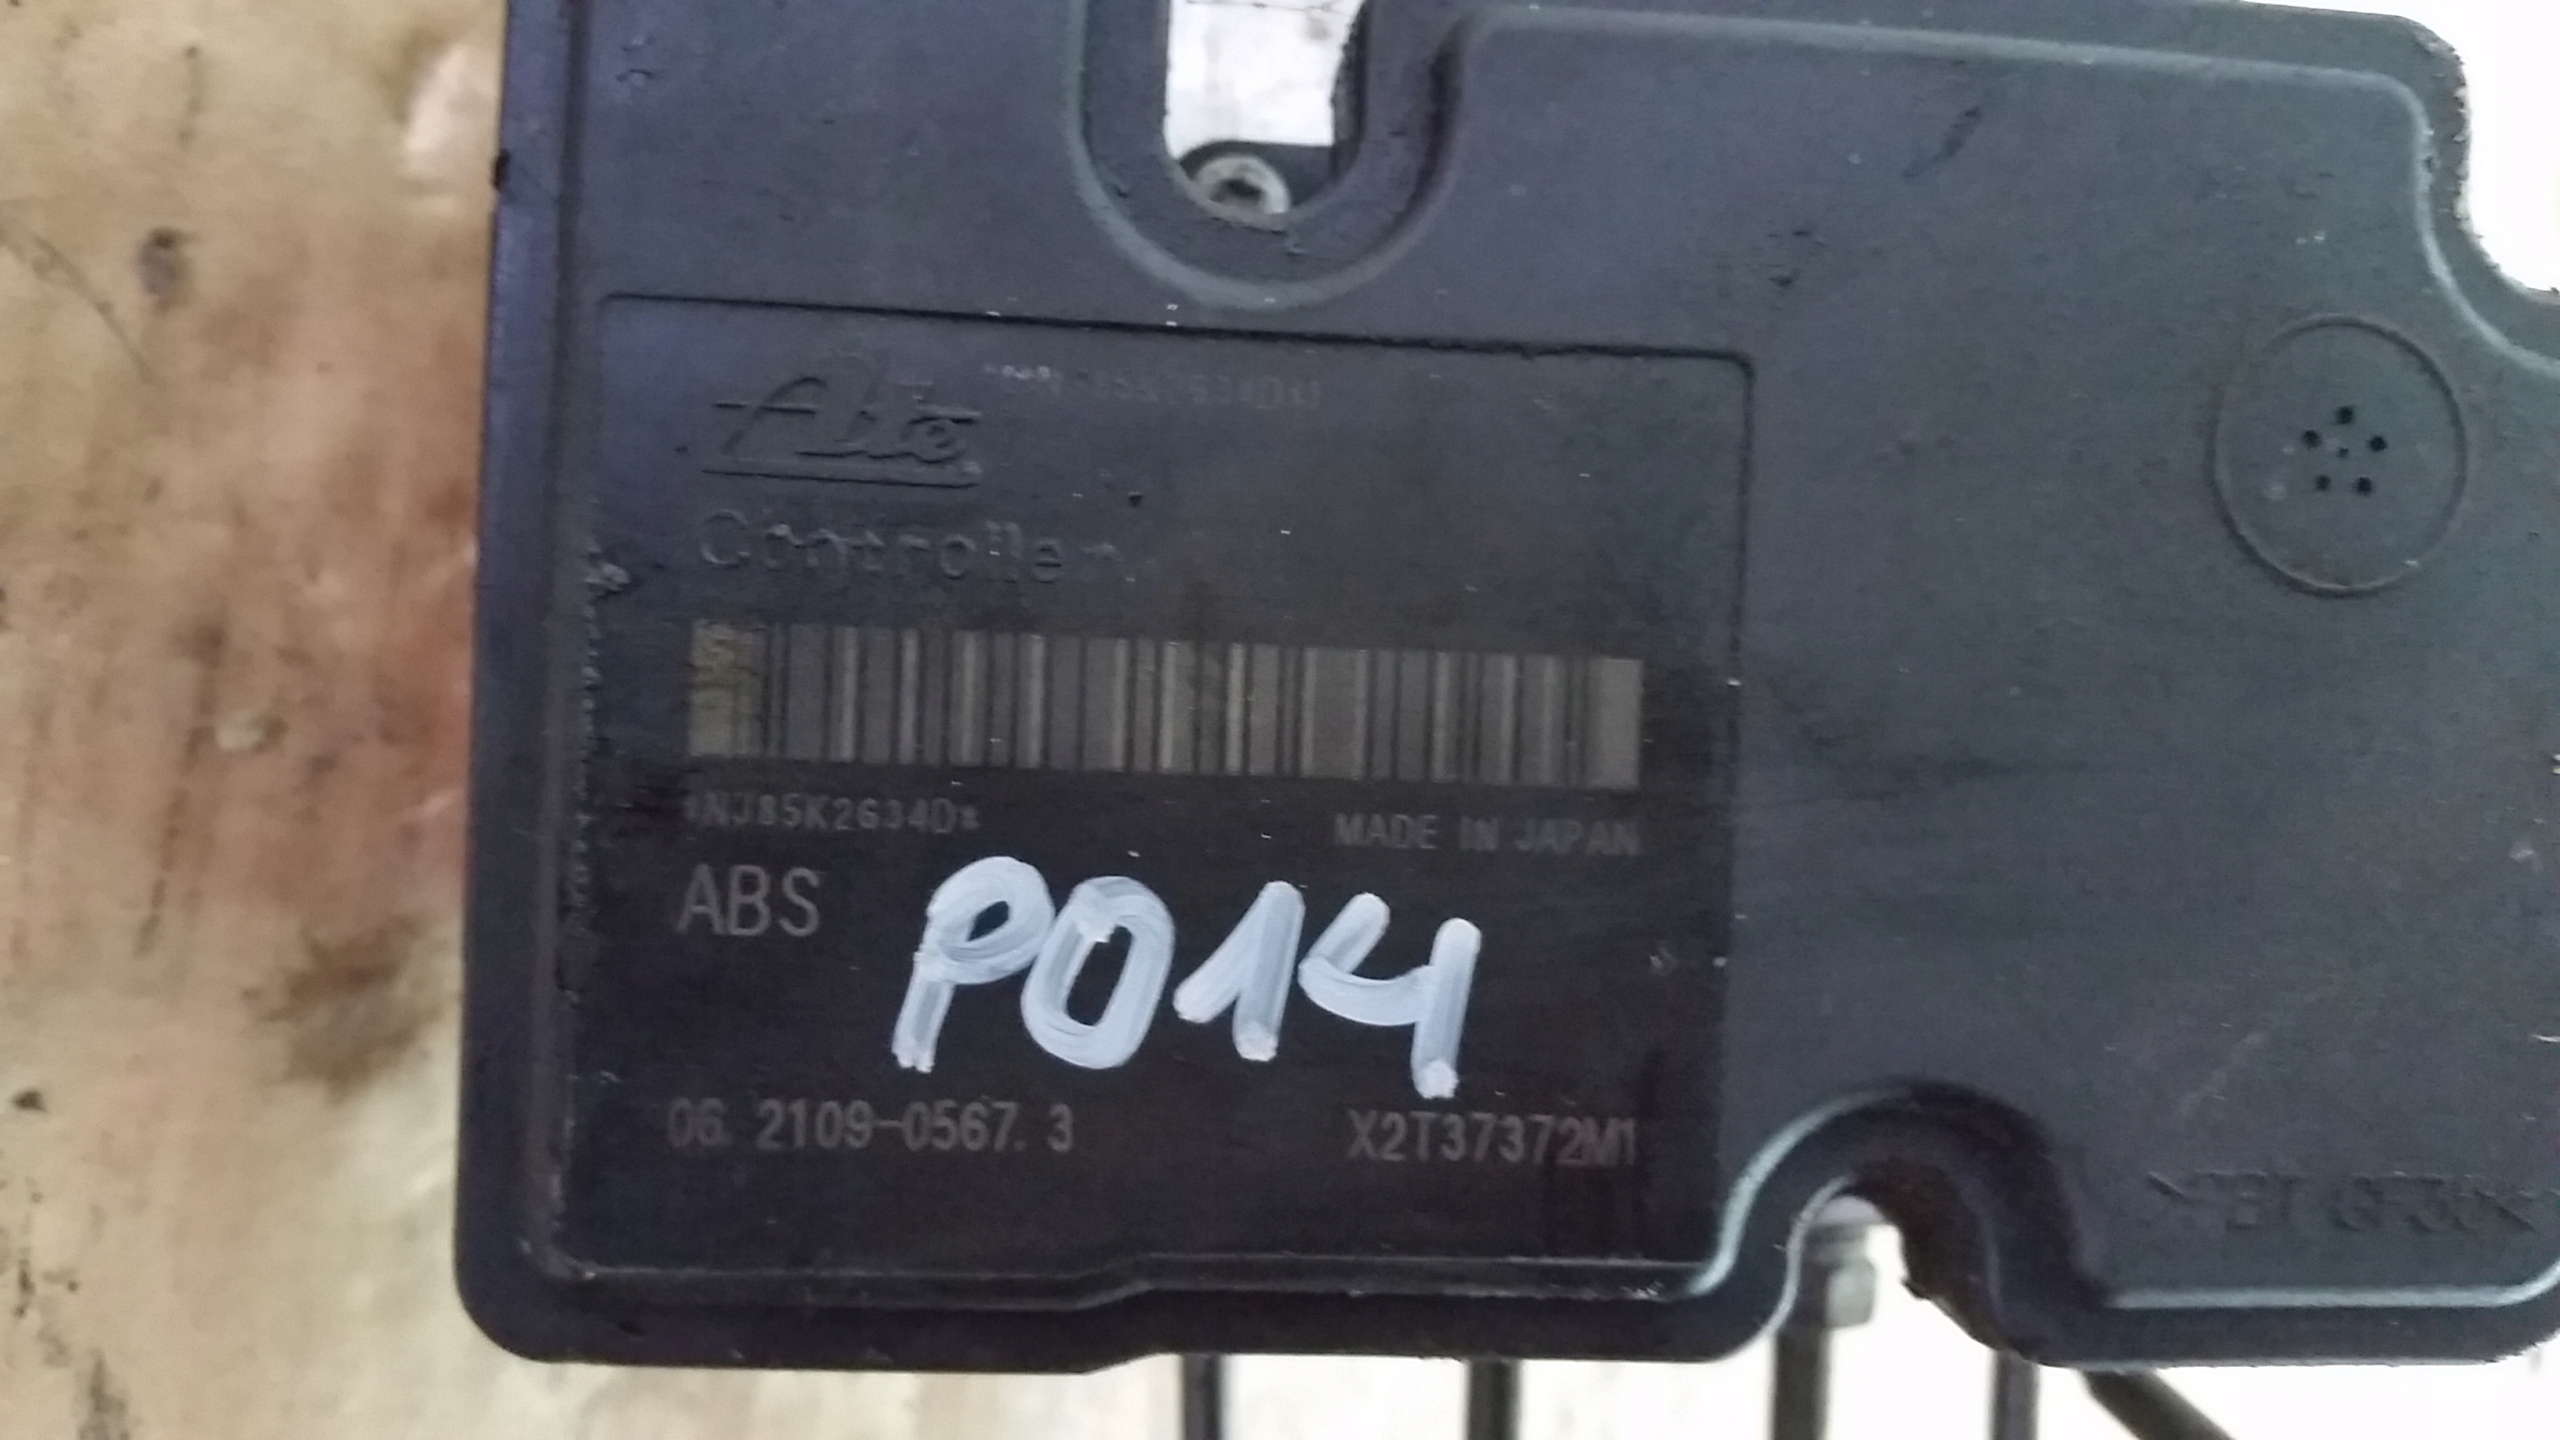 Ate
Controller
*NJ85K2634D*
MADE IN JAPAN
ABS
P014
06. 2109-0567. 3
X2T37372M1